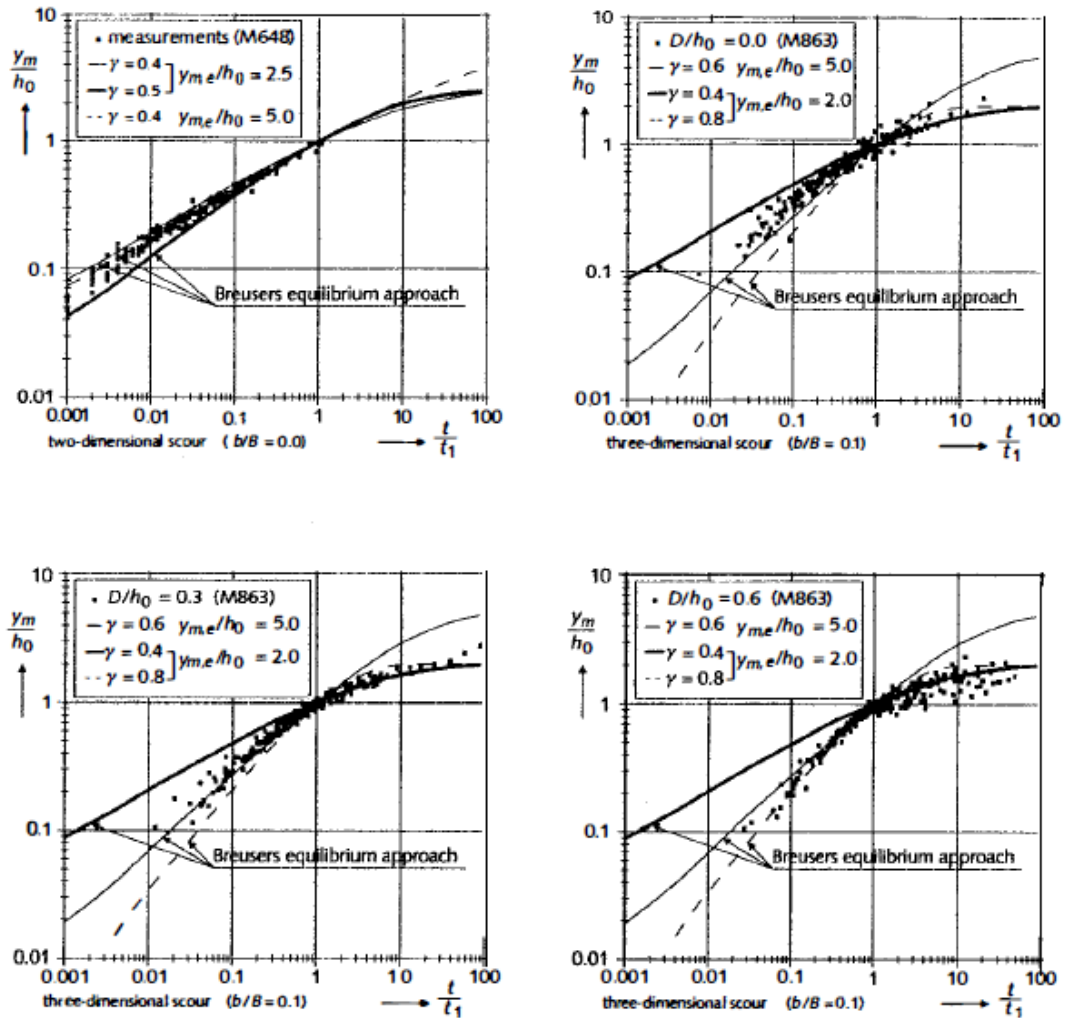 10
y_m
h_0
1
0.1
0.01
• measurements (M648)
— γ = 0.4
— γ = 0.5 ] y_m,e/h_0 = 2.5
-- γ = 0.4 y_m,e/h_0 = 5.0
Breusers equilibrium approach
0.001 0.01 0.1 1 10 100
two-dimensional scour ( b/B = 0.0) → t/t_1
10
y_m
h_0
1
0.1
0.01
• D/h_0 = 0.0 (M863)
— γ = 0.6 y_m,e/h_0 = 5.0
— γ = 0.4
-- γ = 0.8 ] y_m,e/h_0 = 2.0
Breusers equilibrium approach
0.001 0.01 0.1 1 10 100
three-dimensional scour (b/B = 0.1) → t/t_1
10
y_m
h_0
1
0.1
0.01
• D/h_0 = 0.3 (M863)
— γ = 0.6 y_m,e/h_0 = 5.0
— γ = 0.4
-- γ = 0.8 ] y_m,e/h_0 = 2.0
Breusers equilibrium approach
0.001 0.01 0.1 1 10 100
three-dimensional scour (b/B = 0.1) → t/t_1
10
y_m
h_0
1
0.1
0.01
• D/h_0 = 0.6 (M863)
— γ = 0.6 y_m,e/h_0 = 5.0
— γ = 0.4
-- γ = 0.8 ] y_m,e/h_0 = 2.0
Breusers equilibrium approach
0.001 0.01 0.1 1 10 100
three-dimensional scour (b/B = 0.1) → t/t_1